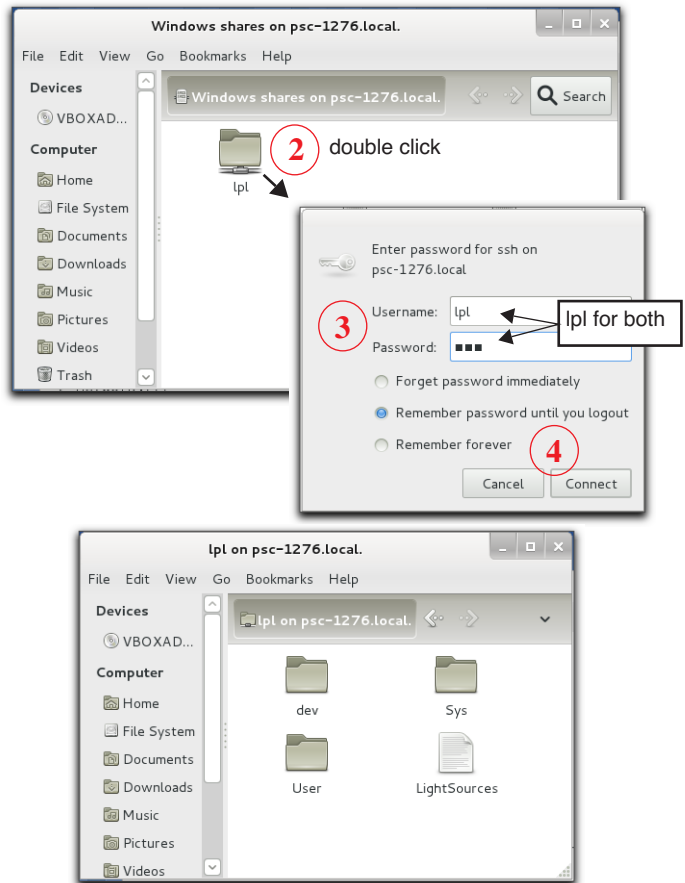 Windows shares on psc-1276.local.
File Edit View Go Bookmarks Help
Devices
VBOXAD...
Computer
Home
File System
Documents
Downloads
Music
Pictures
Videos
Trash
Windows shares on psc-1276.local.
Search
lpl
2
double click
Enter password for ssh on
psc-1276.local
3
Username: lpl
Password:
lpl for both
Forget password immediately
Remember password until you logout
Remember forever
4
Cancel Connect
lpl on psc-1276.local.
File Edit View Go Bookmarks Help
Devices
VBOXAD...
Computer
Home
File System
Documents
Downloads
Music
Pictures
Videos
lpl on psc-1276.local.
dev Sys
User LightSources